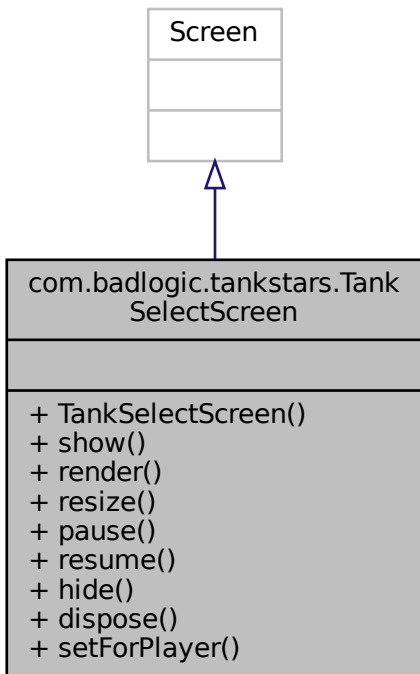 Screen
com.badlogic.tankstars.Tank
SelectScreen
+ TankSelectScreen()
+ show()
+ render()
+ resize()
+ pause()
+ resume()
+ hide()
+ dispose()
+ setForPlayer()